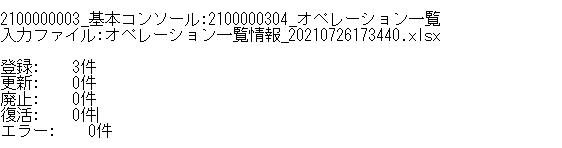 2100000003_基本コンソール:2100000304_オペレーション一覧
入力ファイル:オペレーション一覧情報_20210726173440.xlsx
登録:　　3件
更新:　　0件
廃止:　　0件
復活:　　0件
エラー:　　0件